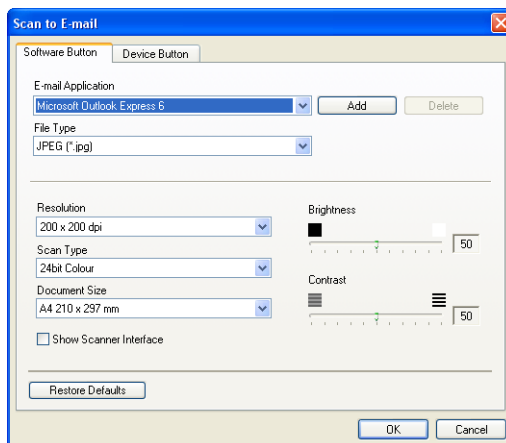 Scan to E-mail
Software Button
Device Button
E-mail Application
Microsoft Outlook Express 6
Add
Delete
File Type
JPEG (*.jpg)
Resolution
200 x 200 dpi
Scan Type
24bit Colour
Document Size
A4 210 x 297 mm
Show Scanner Interface
Brightness
50
Contrast
50
Restore Defaults
OK
Cancel